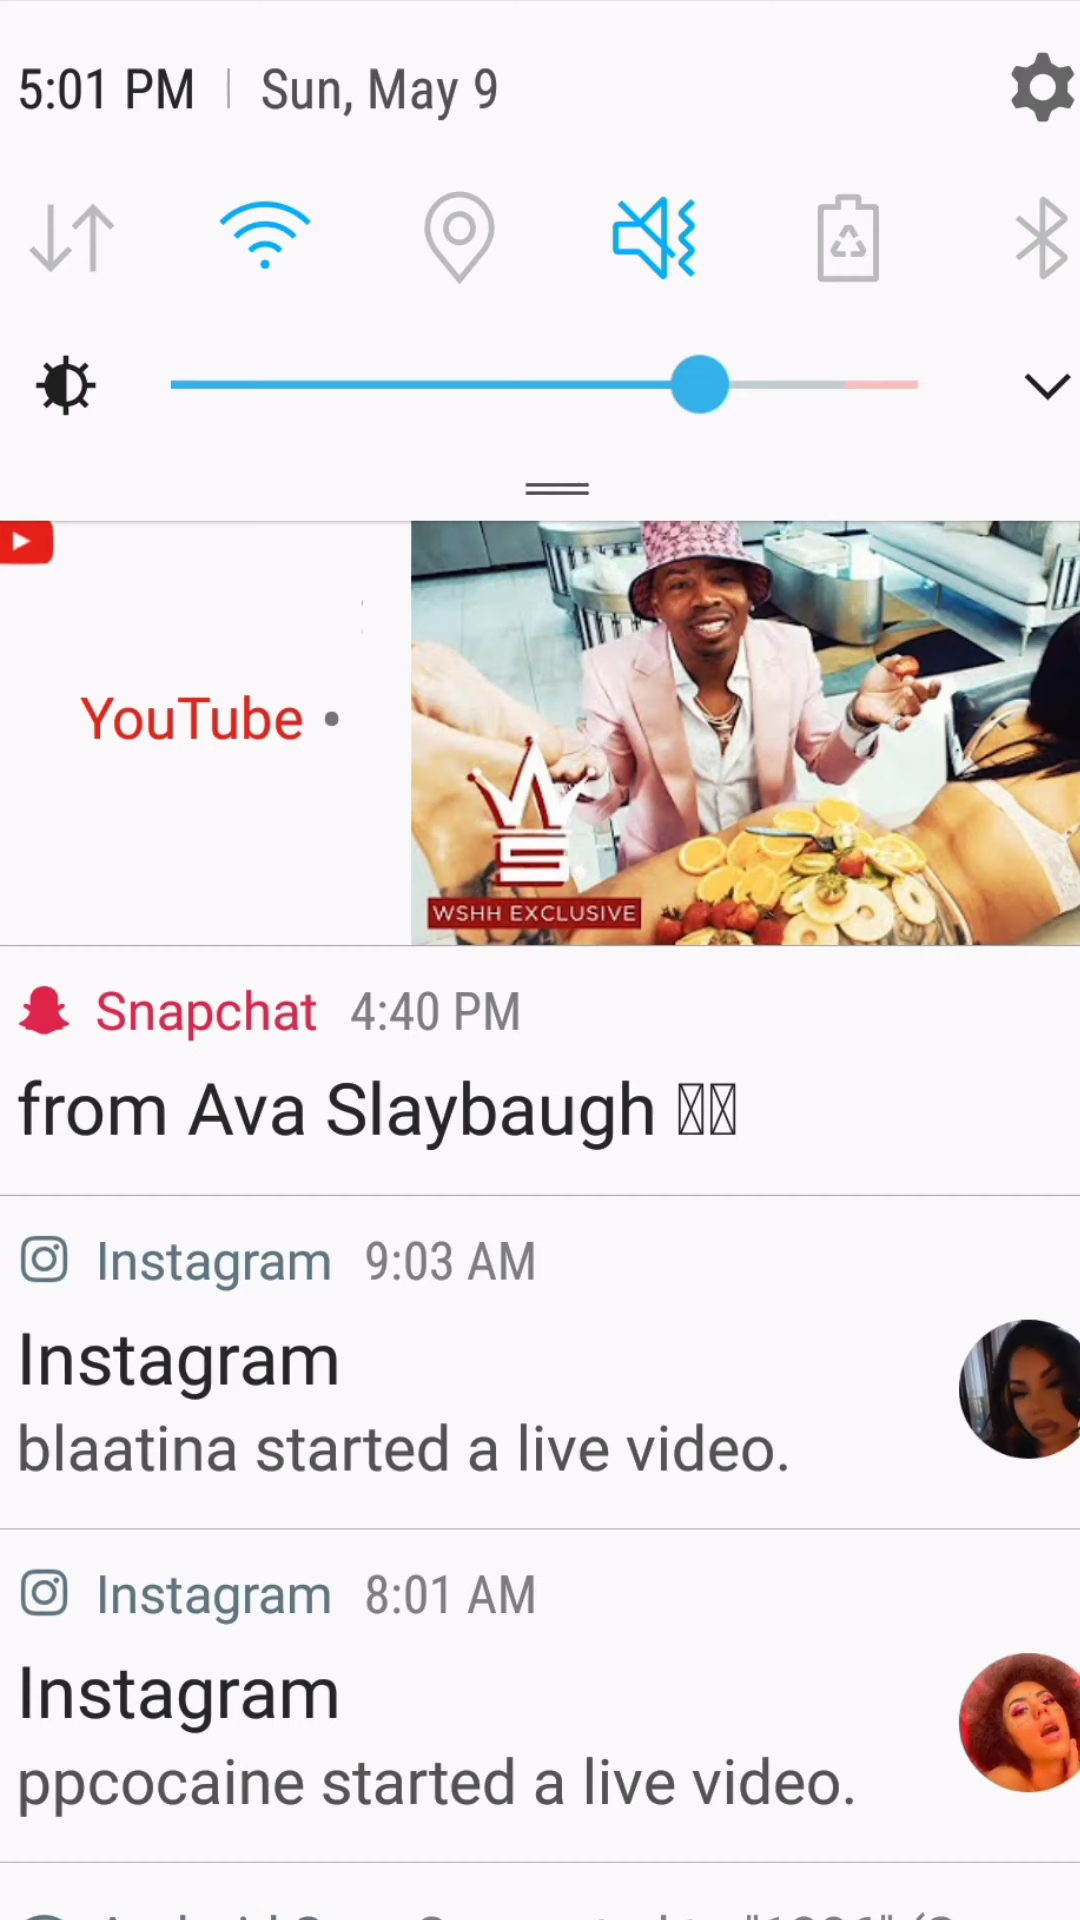 5:01 PM | Sun, May 9
YouTube •
WS
WSHH EXCLUSIVE
Snapchat 4:40 PM
from Ava Slaybaugh
Instagram 9:03 AM
Instagram
blaatina started a live video.
Instagram 8:01 AM
Instagram
ppcocaine started a live video.